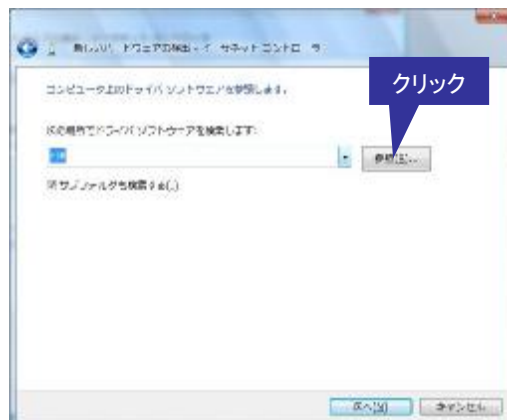 コンピュータ上のドライバ ソフトウェアを参照します。
クリック
次の場所でドライバ ソフトウェアを検索します:
参照(R)...
サブフォルダも検索する(I)
次へ(N)
キャンセル